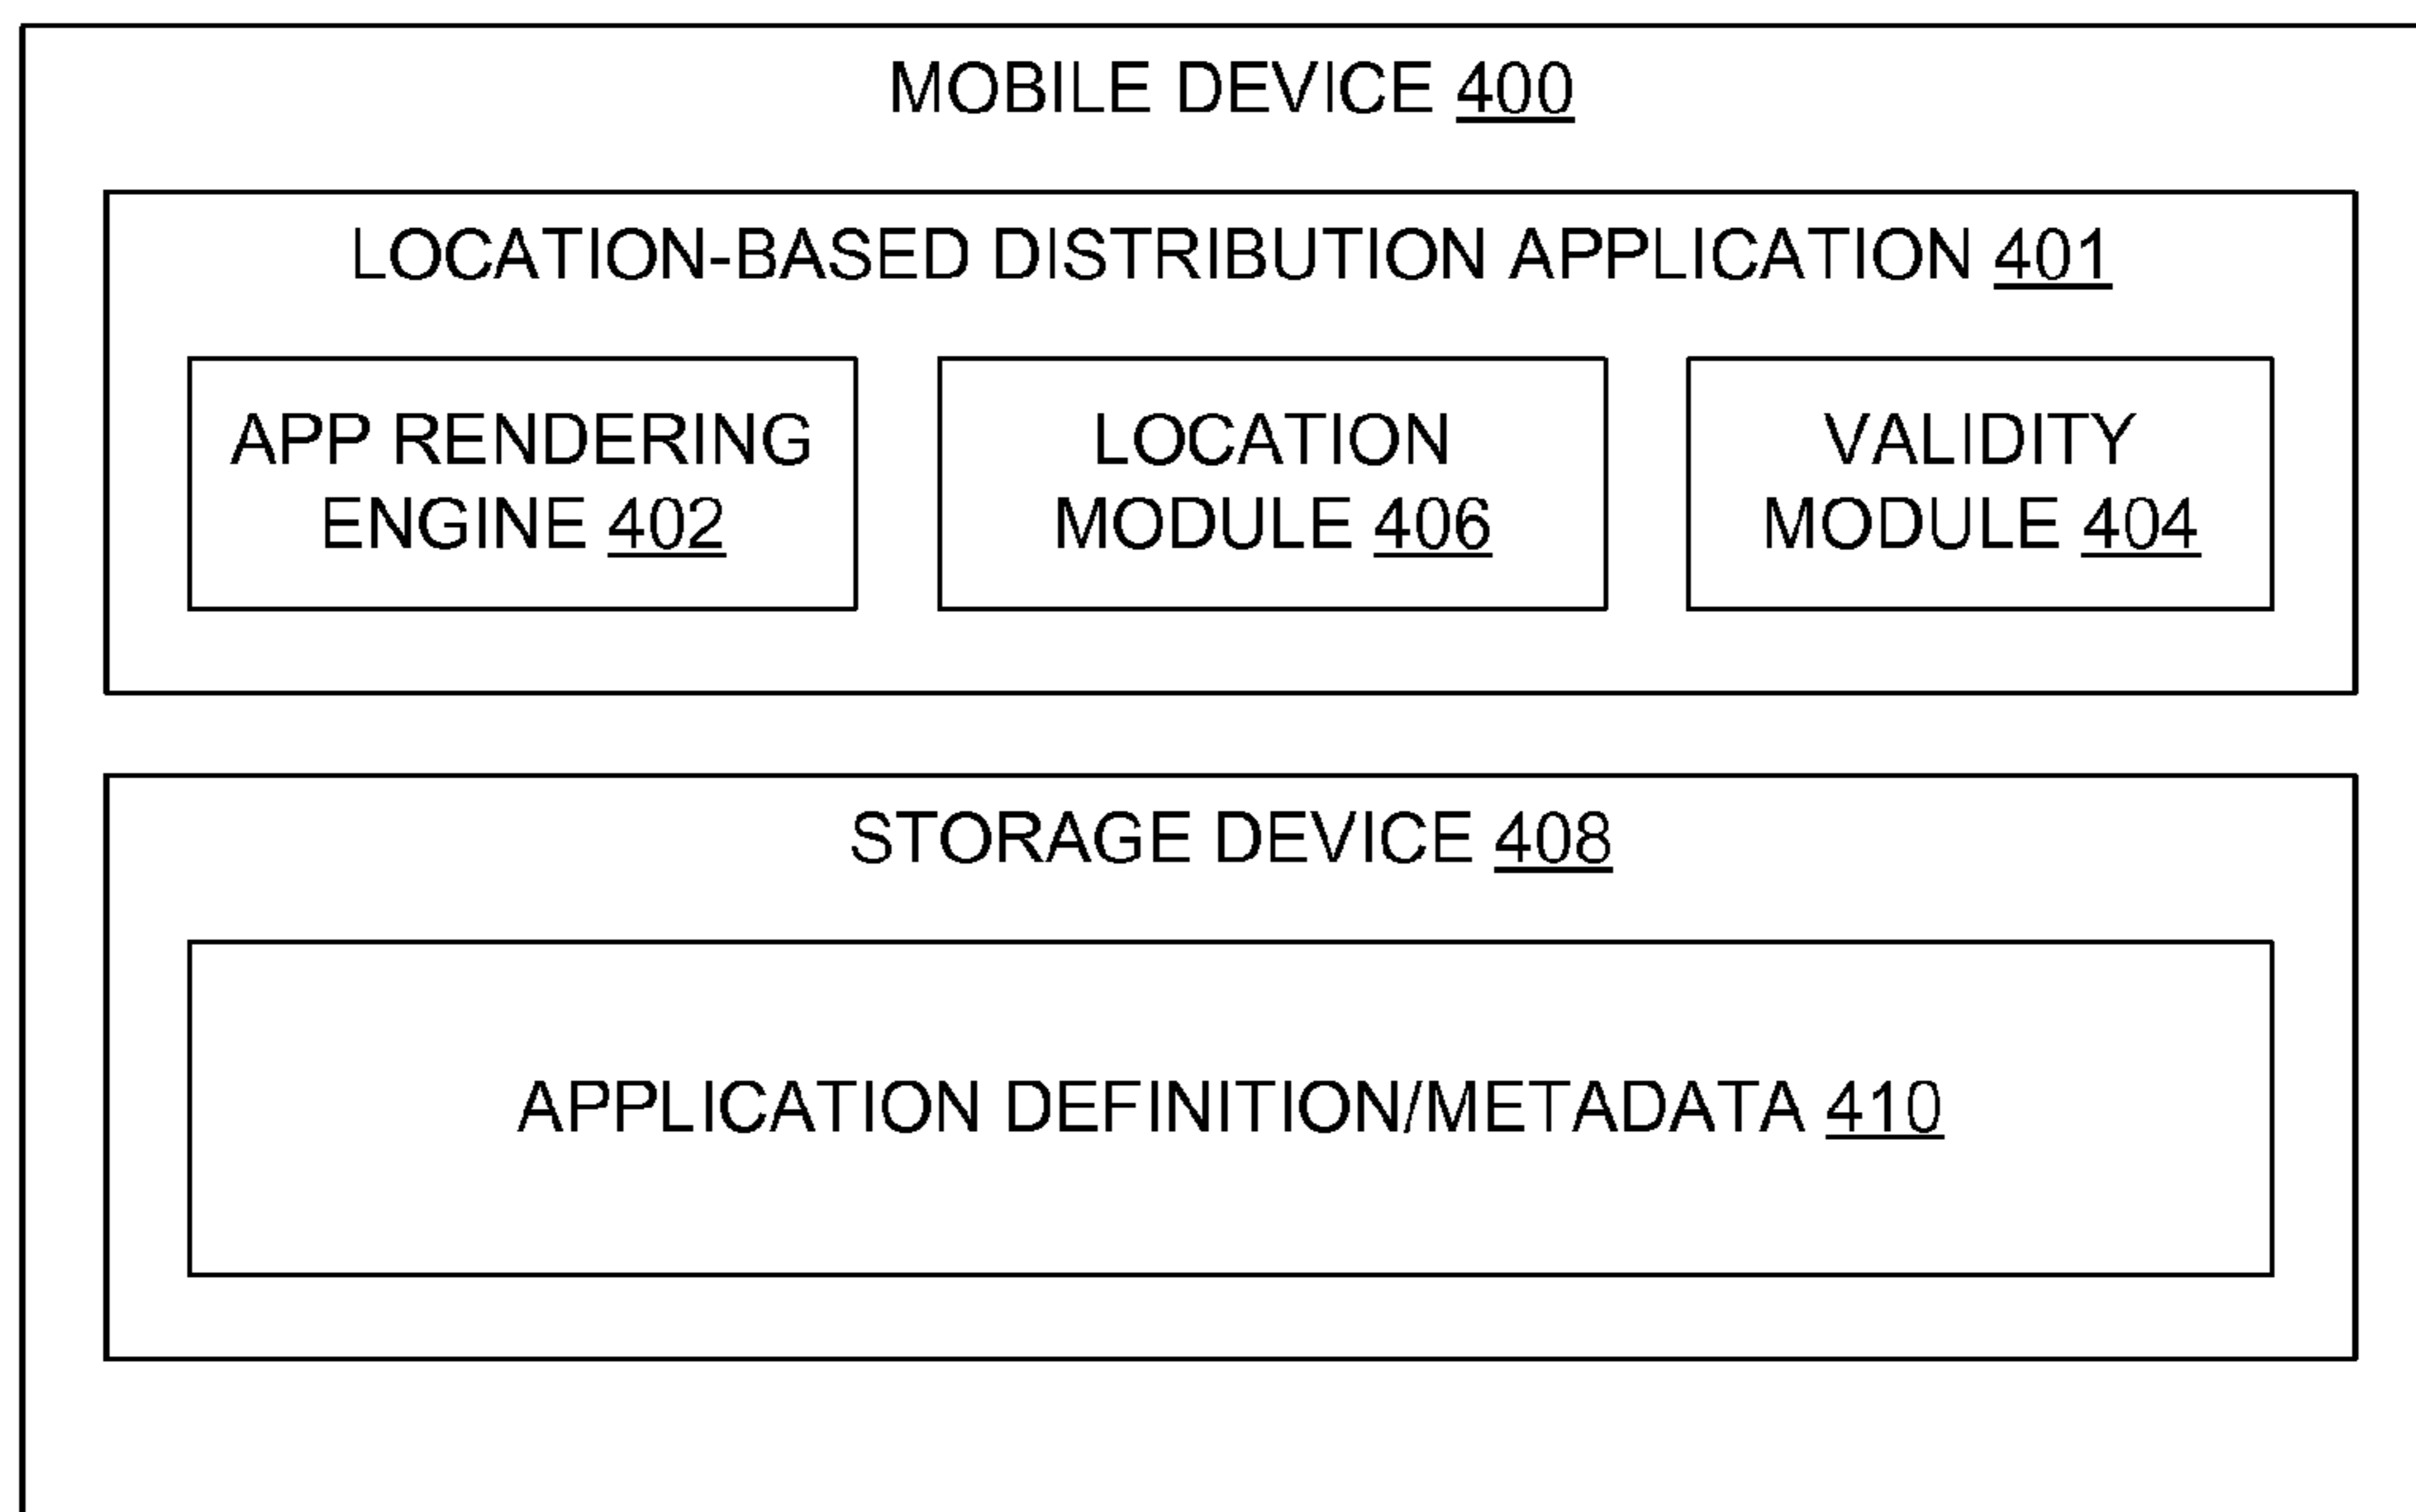 MOBILE DEVICE 400
LOCATION-BASED DISTRIBUTION APPLICATION 401
APP RENDERING
ENGINE 402
LOCATION
MODULE 406
VALIDITY
MODULE 404
STORAGE DEVICE 408
APPLICATION DEFINITION/METADATA 410